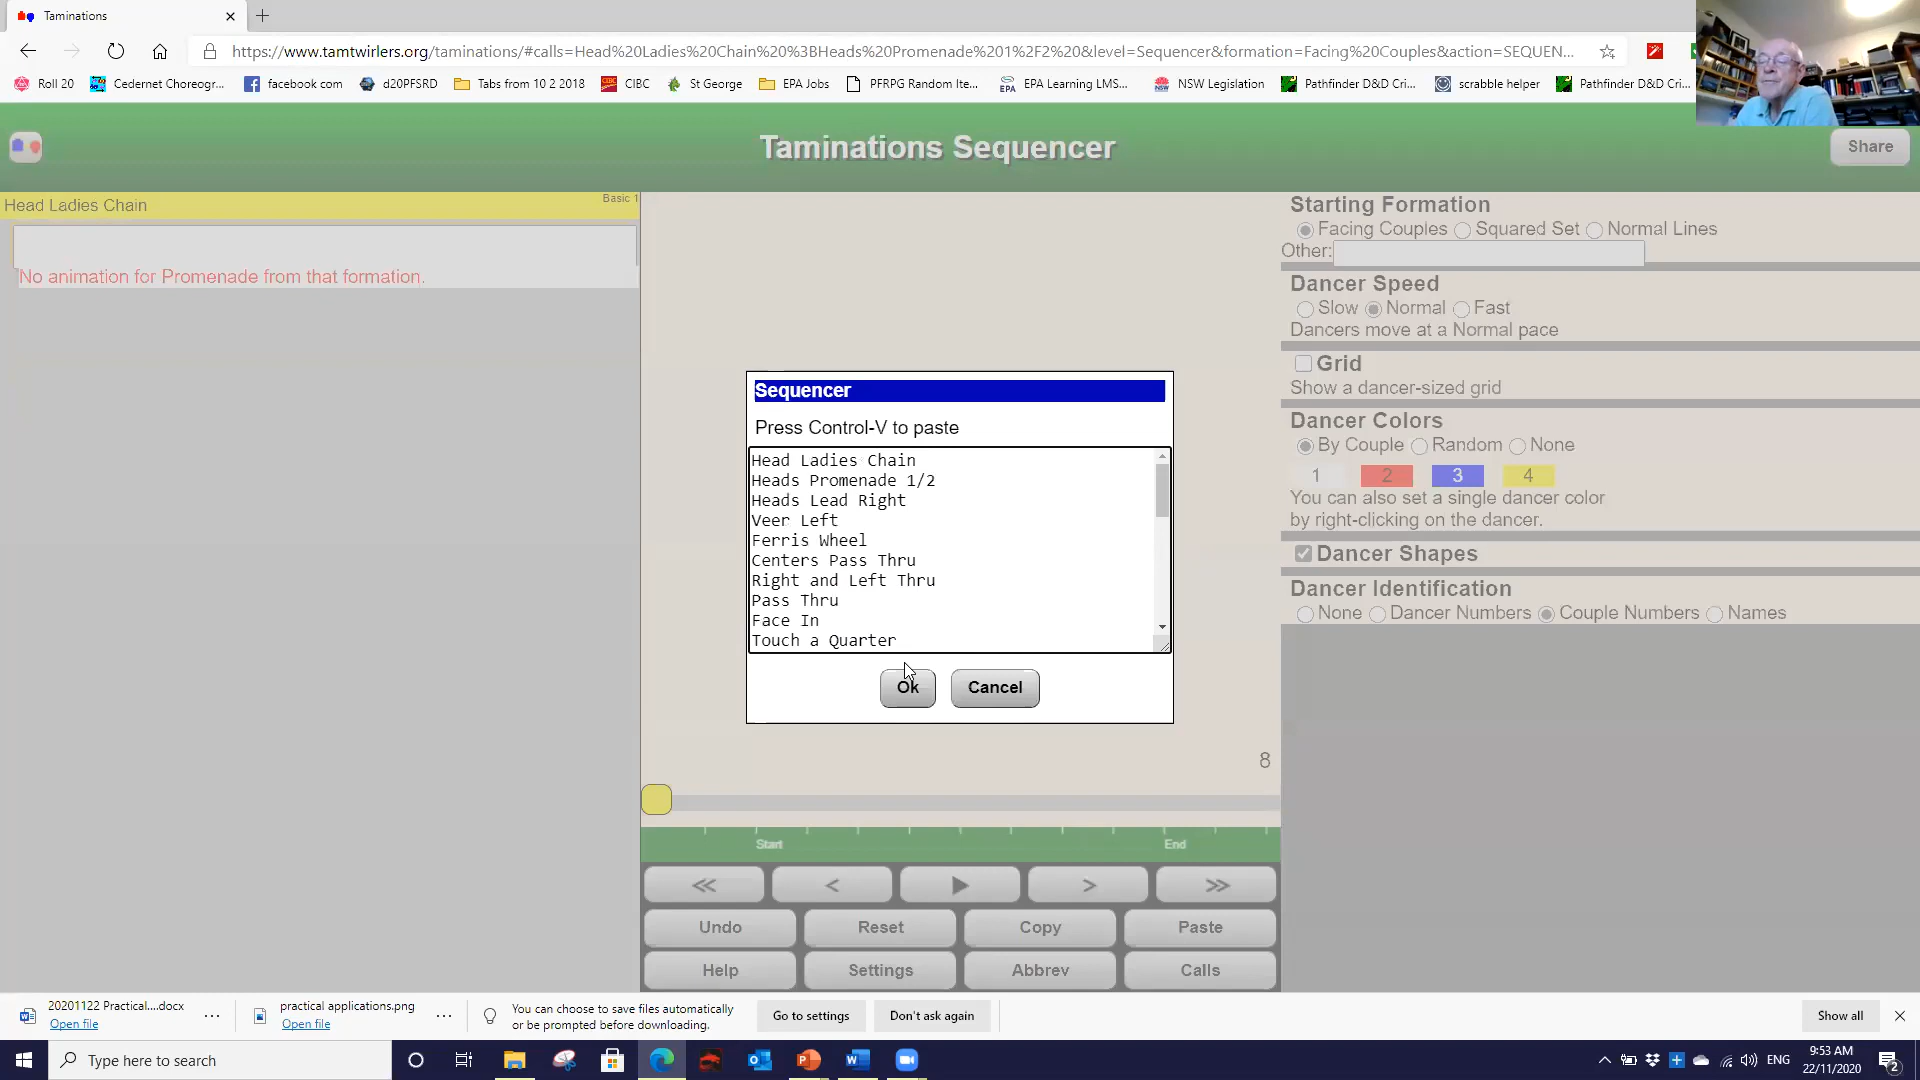 Taminations
https://www.tamtwirlers.org/taminations/#calls=Head%20Ladies%20Chain%20%3BHeads%20Promenade%201%2F2%20&level=Sequencer&formation=Facing%20Couples&action=SEQUEN...
Roll 20
Cedernet Choreogr...
facebook.com
d20PFSRD
Tabs from 10 2 2018
CIBC
St George
EPA Jobs
PFRPG Random Ite...
EPA Learning LMS...
NSW Legislation
Pathfinder D&D Cri...
scrabble helper
Pathfinder D&D Cri...
Taminations Sequencer
Share
Head Ladies Chain
Basic 1
No animation for Promenade from that formation.
Sequencer
Press Control-V to paste
Head Ladies Chain
Heads Promenade 1/2
Heads Lead Right
Veer Left
Ferris Wheel
Centers Pass Thru
Right and Left Thru
Pass Thru
Face In
Touch a Quarter
Ok Cancel
8
Start End
<< < > >>
Undo Reset Copy Paste
Help Settings Abbrev Calls
Starting Formation
Facing Couples Squared Set Normal Lines
Other:
Dancer Speed
Slow Normal Fast
Dancers move at a Normal pace
Grid
Show a dancer-sized grid
Dancer Colors
By Couple Random None
1 2 3 4
You can also set a single dancer color
by right-clicking on the dancer.
Dancer Shapes
Dancer Identification
None Dancer Numbers Couple Numbers Names
20201122 Practical....docx
Open file
practical applications.png
Open file
You can choose to save files automatically
or be prompted before downloading.
Go to settings
Don't ask again
Show all
Type here to search
ENG
9:53 AM
22/11/2020
2